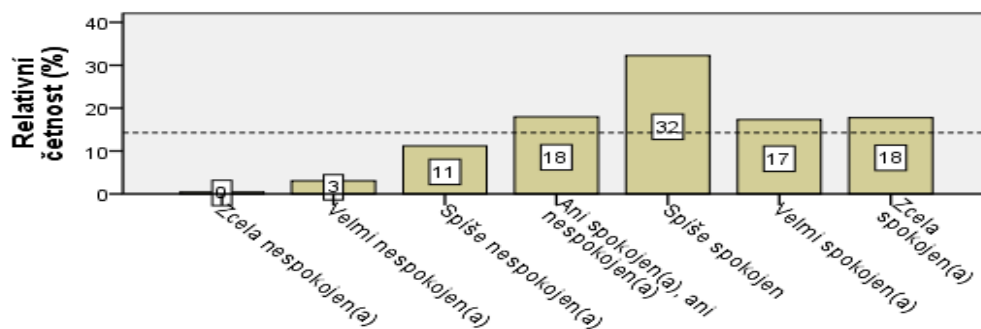 Relativní
četnost (%)
40
30
20
10
0
0
3
11
18
32
17
18
Zcela nespokojen(a)
Velmi nespokojen(a)
Spíše nespokojen(a)
Ani spokojen(a), ani
nespokojen(a)
Spíše spokojen
Velmi spokojen(a)
Zcela
spokojen(a)